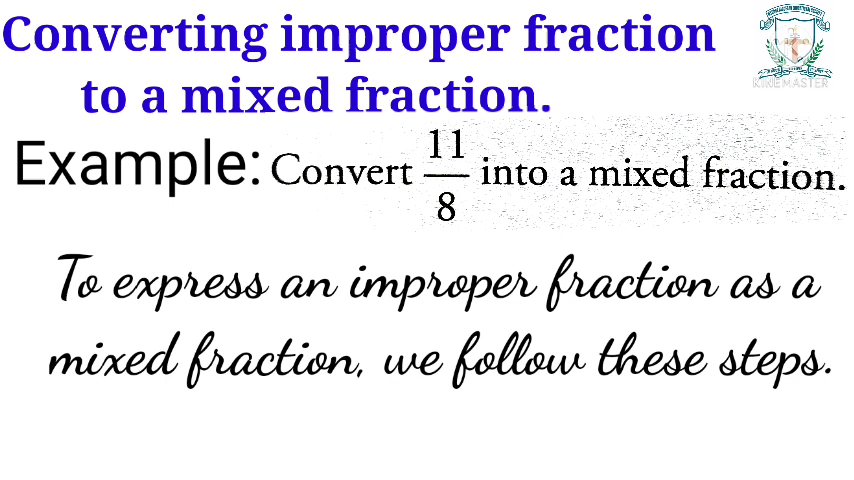 Converting improper fraction
to a mixed fraction.
KINEMASTER
Example: Convert 11/8 into a mixed fraction.
To express an improper fraction as a
mixed fraction, we follow these steps.